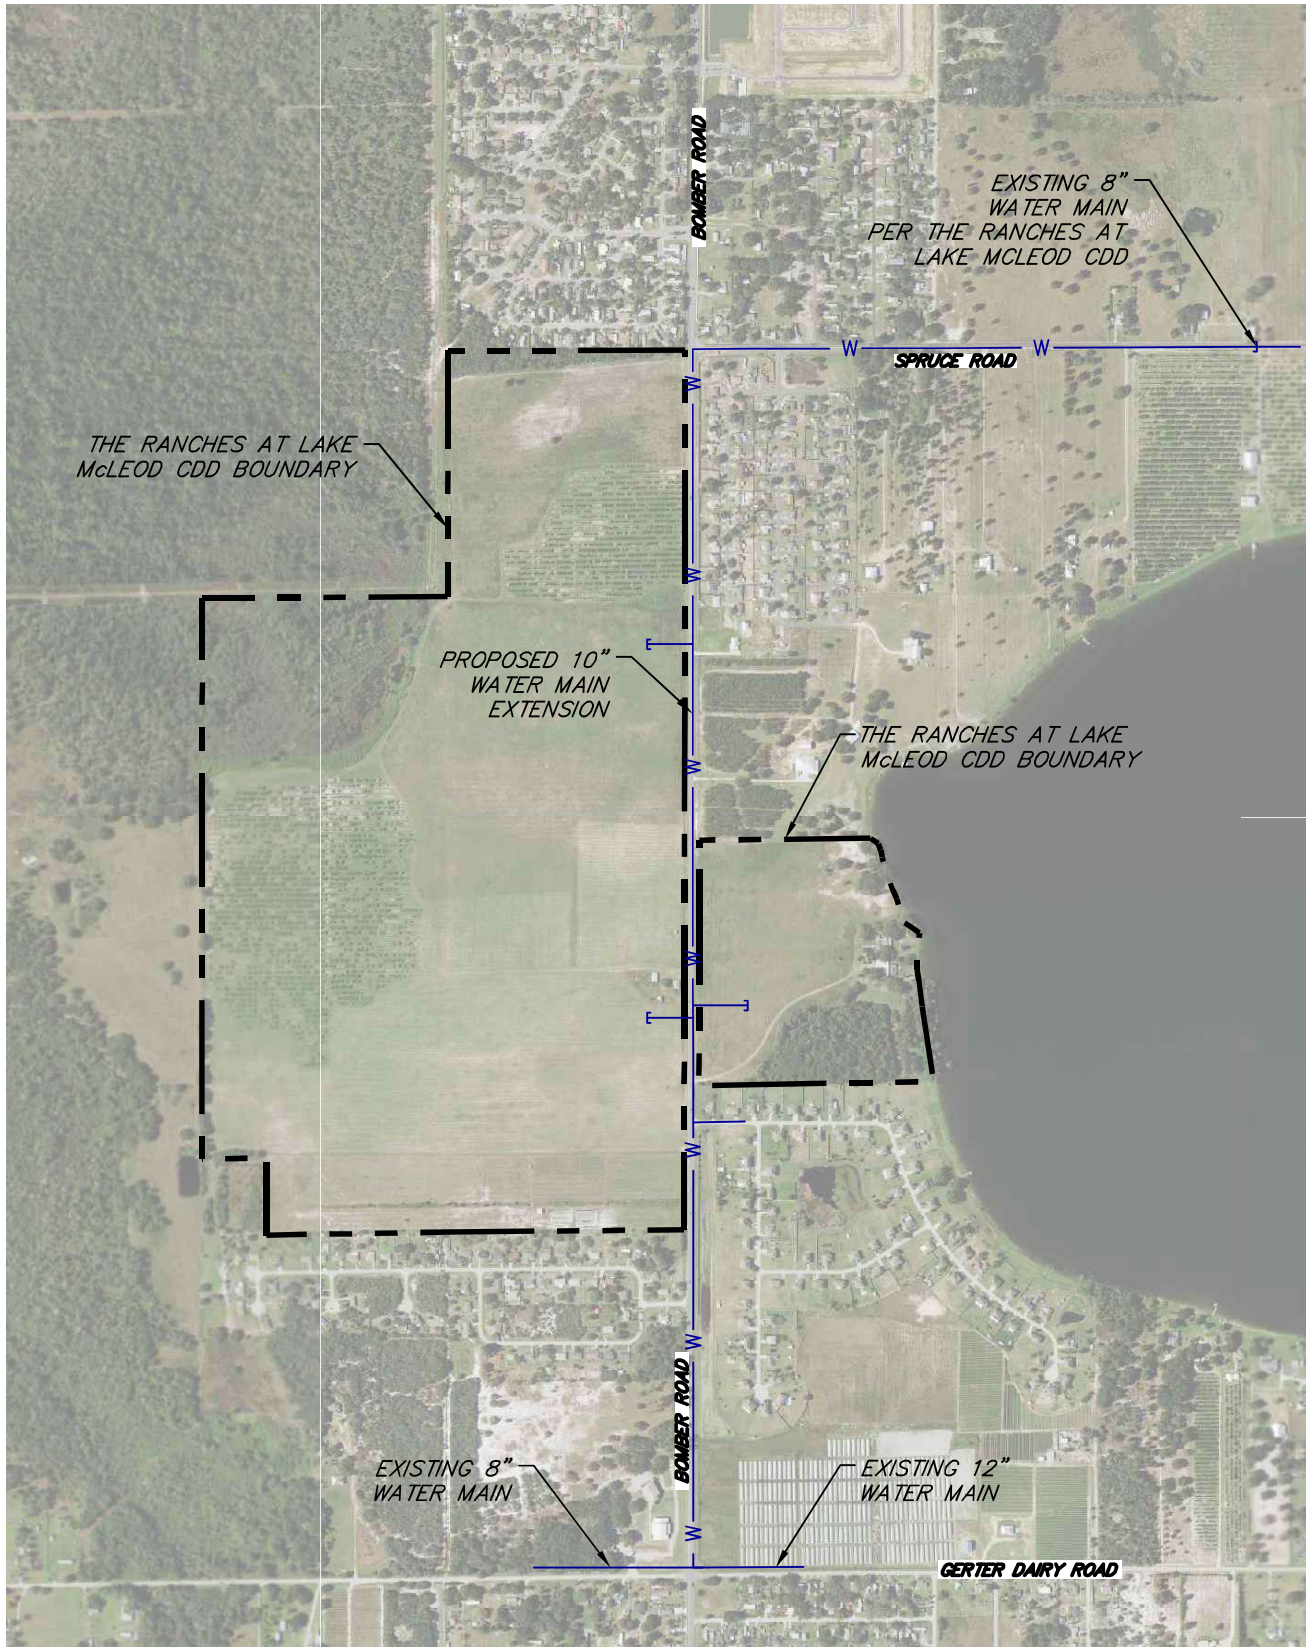 BOMBER ROAD
EXISTING 8"
WATER MAIN
PER THE RANCHES AT
LAKE MCLEOD CDD
W
W
SPRUCE ROAD
W
THE RANCHES AT LAKE
McLEOD CDD BOUNDARY
W
PROPOSED 10"
WATER MAIN
EXTENSION
THE RANCHES AT LAKE
McLEOD CDD BOUNDARY
W
W
W
W
BOMBER ROAD
EXISTING 8"
WATER MAIN
EXISTING 12"
WATER MAIN
W
GERTER DAIRY ROAD